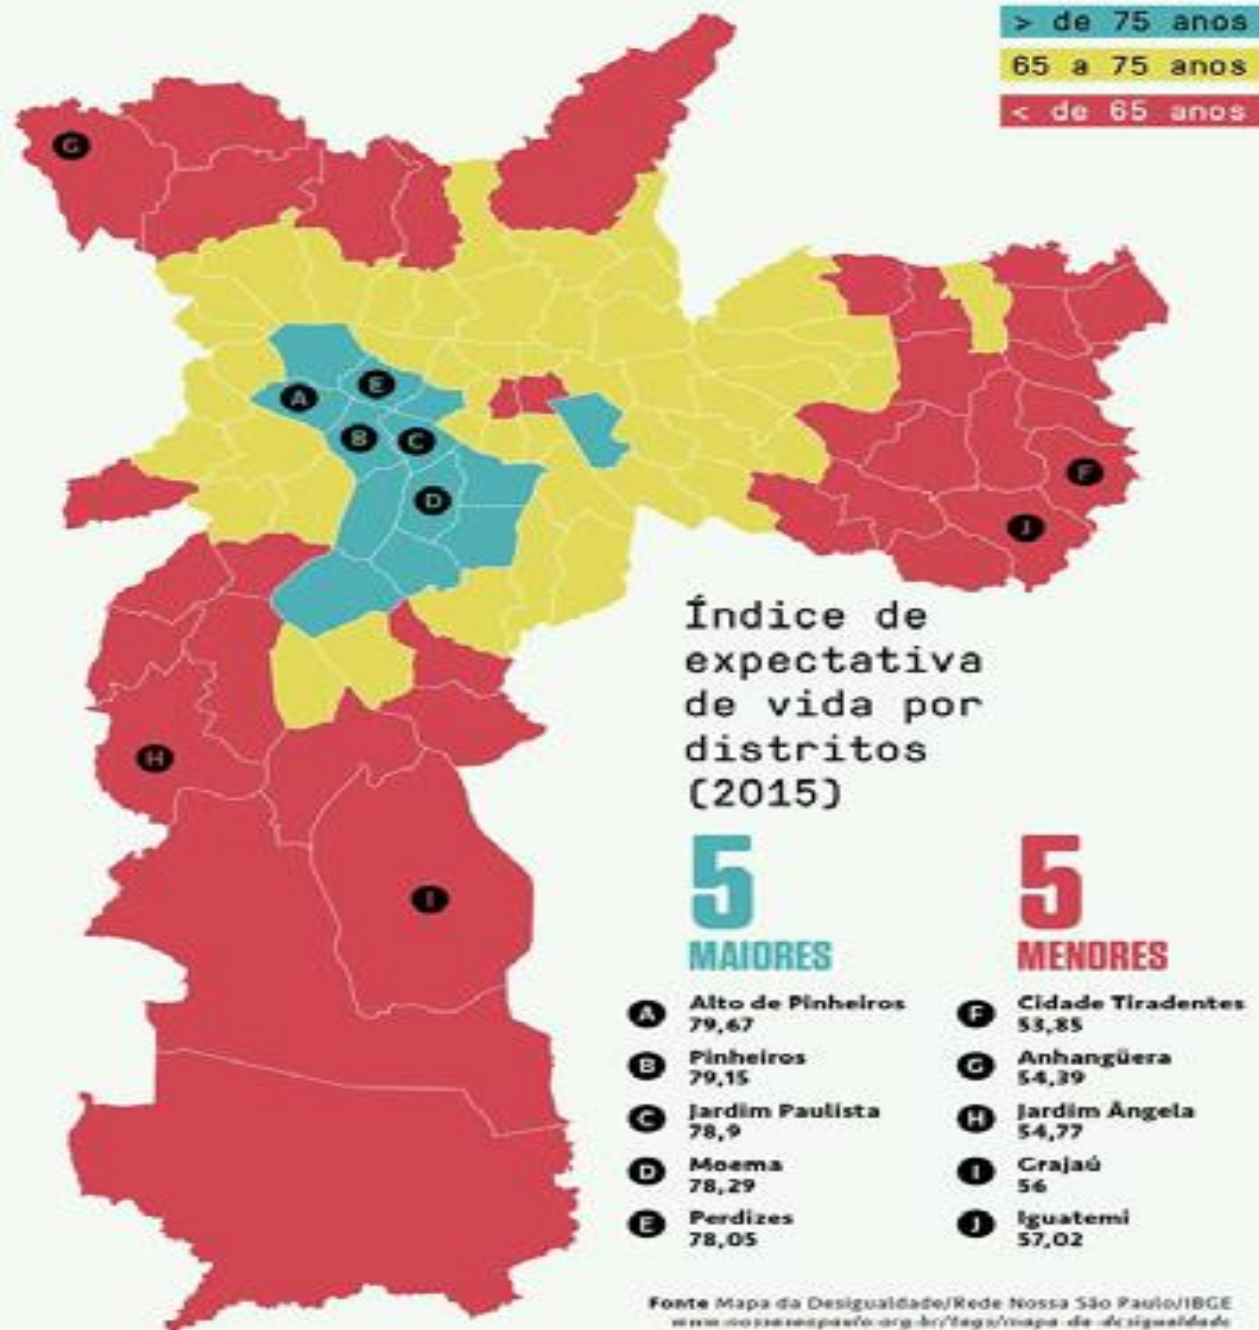 > de 75 anos
65 a 75 anos
< de 65 anos
G
E
A
B
C
D
F
J
H
I
Índice de
expectativa
de vida por
distritos
(2015)
5
MAIORES
A Alto de Pinheiros
79,67
B Pinheiros
79,15
C Jardim Paulista
78,9
D Moema
78,29
E Perdizes
78,05
5
MENORES
F Cidade Tiradentes
53,85
G Anhangüera
54,39
H Jardim Ângela
54,77
I Grajaú
56
J Iguatemi
57,02
Fonte Mapa da Desigualdade/Rede Nossa São Paulo/IBGE